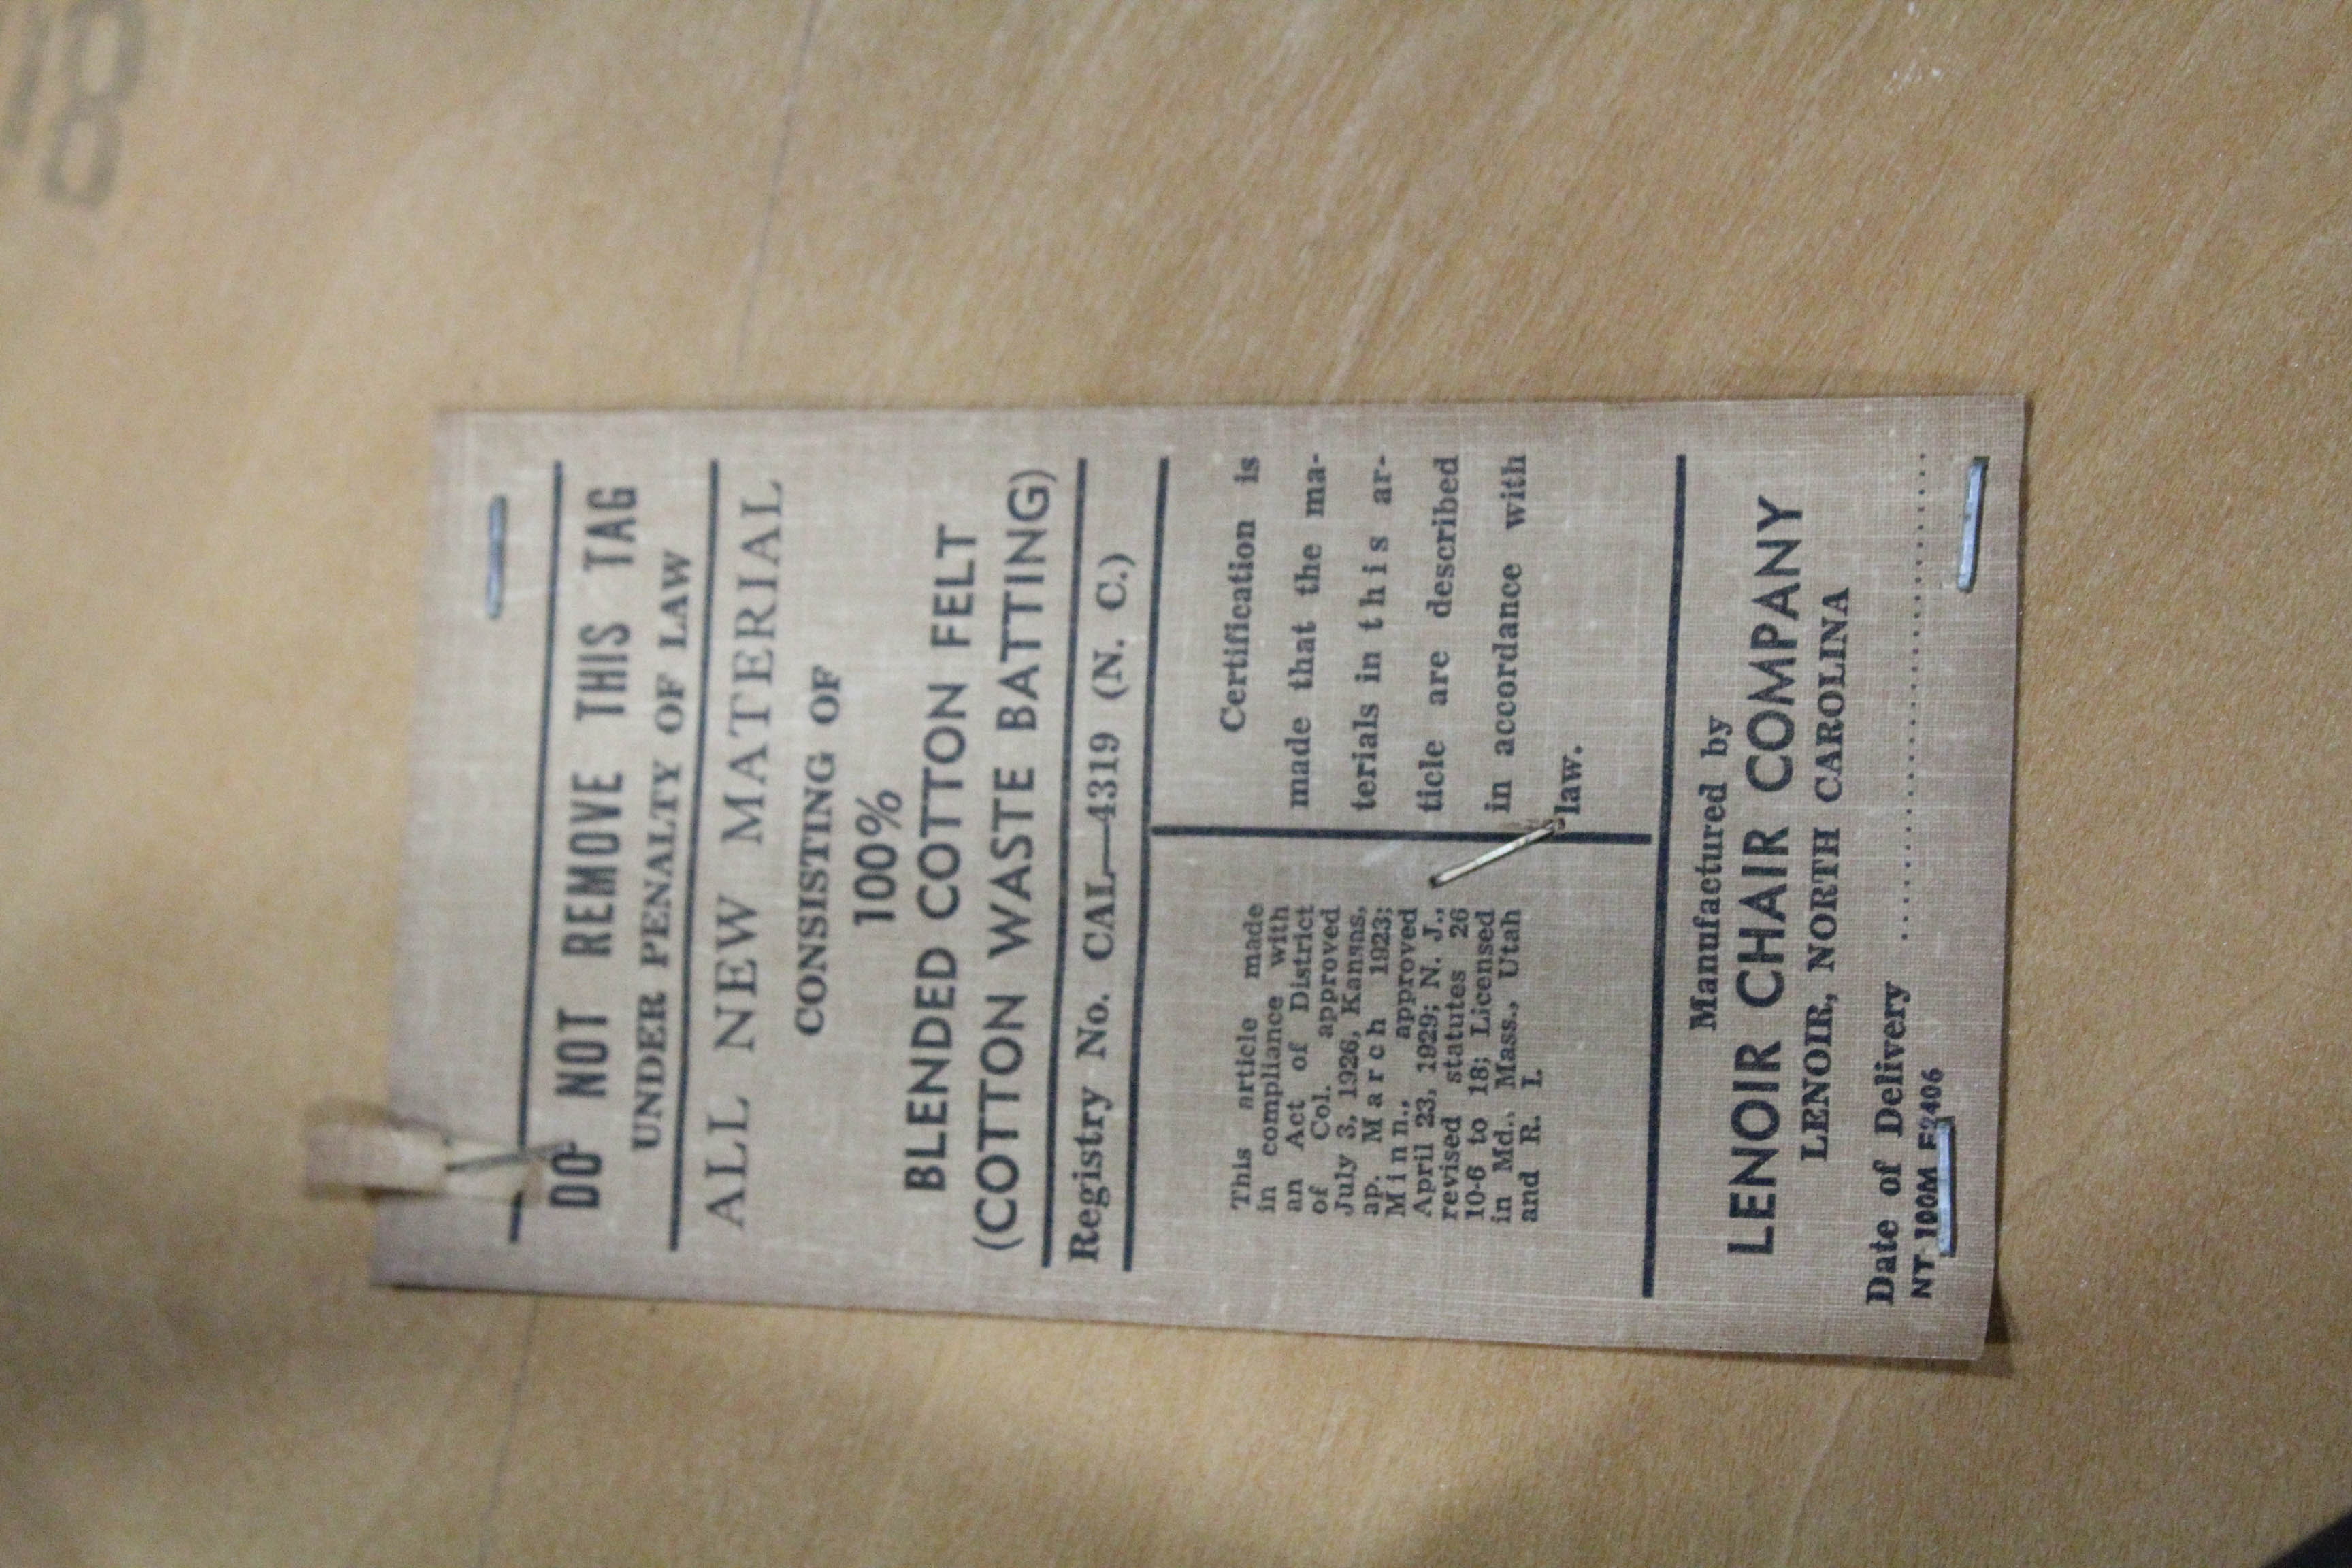 DO NOT REMOVE THIS TAG
UNDER PENALTY OF LAW
ALL NEW MATERIAL
CONSISTING OF
100%
BLENDED COTTON FELT
(COTTON WASTE BATTING)
Registry No. CAL—4319 (N. C.)
This article made
in compliance with
an Act of District
of Col. approved
July 3, 1926, Kansas,
ap. March 1923;
Minn., approved
April 23, 1929; N. J.,
revised statutes 26
10-6 to 18; Licensed
in Md., Mass., Utah
and R. I.
Certification is
made that the ma-
terials in this ar-
ticle are described
in accordance with
law.
Manufactured by
LENOIR CHAIR COMPANY
LENOIR, NORTH CAROLINA
Date of Delivery
NT 100M F2406